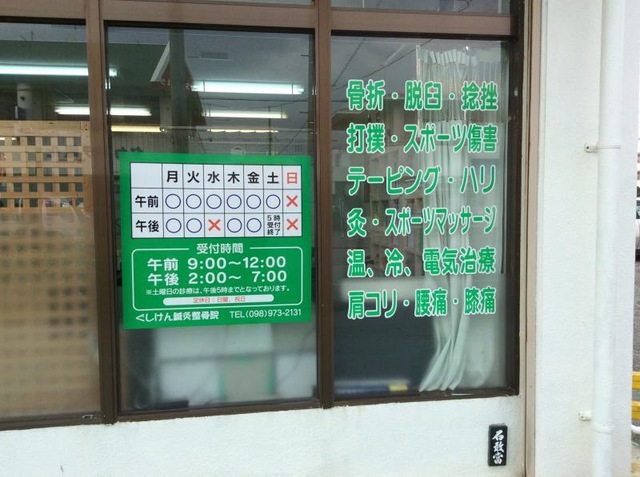 月 火 水 木 金 土 日
午前 ○ ○ ○ ○ ○ ○ ×
午後 ○ ○ × ○ ○ 5時受付終了 ×
受付時間
午前 9:00～12:00
午後 2:00～ 7:00
※土曜日の診療は、午後5時までとなっております。
定休日：日曜、祝日
ぐしけん鍼灸整骨院 TEL(098)973-2131
骨折・脱臼・捻挫
打撲・スポーツ傷害
テーピング・ハリ
灸・スポーツマッサージ
温、冷、電気治療
肩コリ・腰痛・膝痛
石敢當